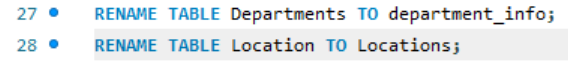 27 RENAME TABLE Departments TO department_info;
28 RENAME TABLE Location TO Locations;